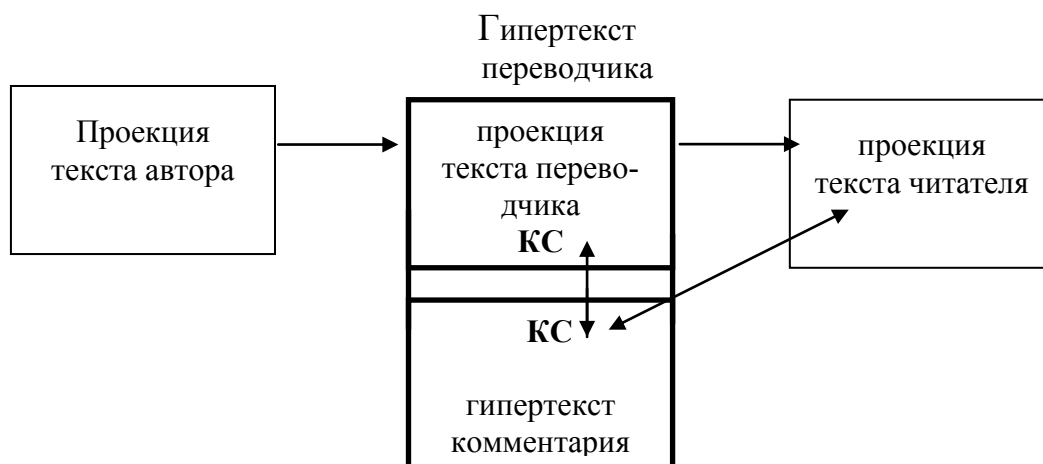 Гипертекст
переводчика
Проекция
текста автора
проекция
текста перево-
дчика
КС
проекция
текста читателя
КС
гипертекст
комментария